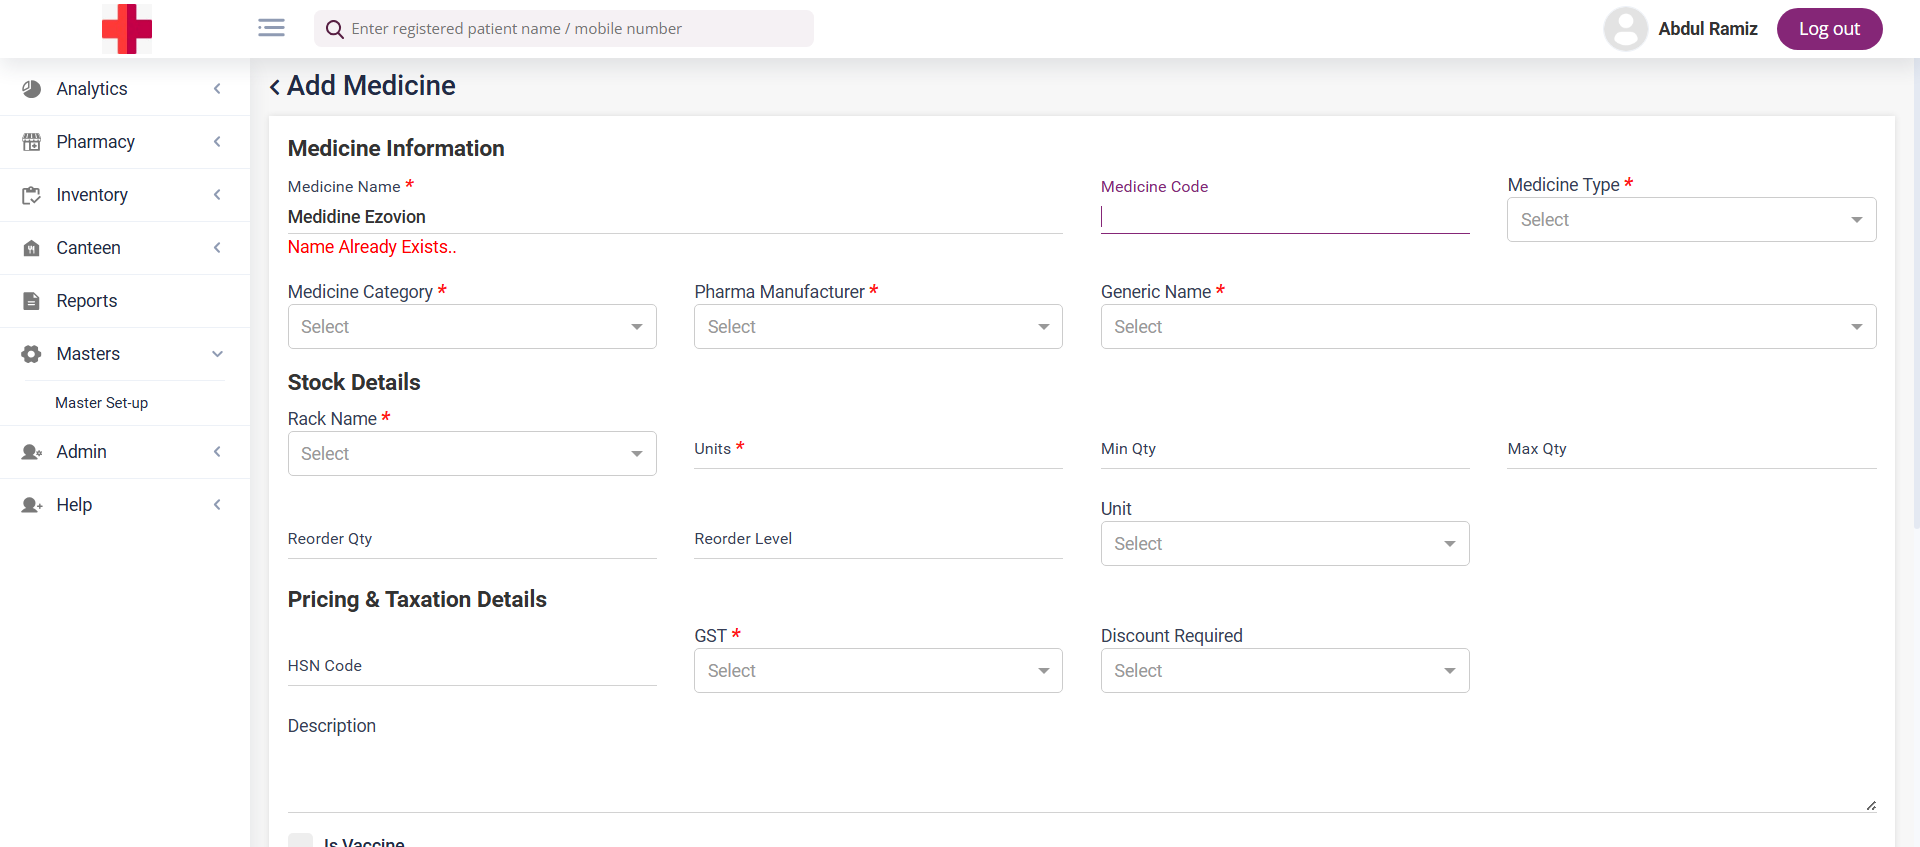 Enter registered patient name / mobile number
Abdul Ramiz
Log out
Analytics
Pharmacy
Inventory
Canteen
Reports
Masters
Master Set-up
Admin
Help
Add Medicine
Medicine Information
Medicine Name *
Medidine Ezovion
Name Already Exists..
Medicine Code
Medicine Type *
Select
Medicine Category *
Select
Pharma Manufacturer *
Select
Generic Name *
Select
Stock Details
Rack Name *
Select
Units *
Min Qty
Max Qty
Reorder Qty
Reorder Level
Unit
Select
Pricing & Taxation Details
HSN Code
GST *
Select
Discount Required
Select
Description
Is Vaccine